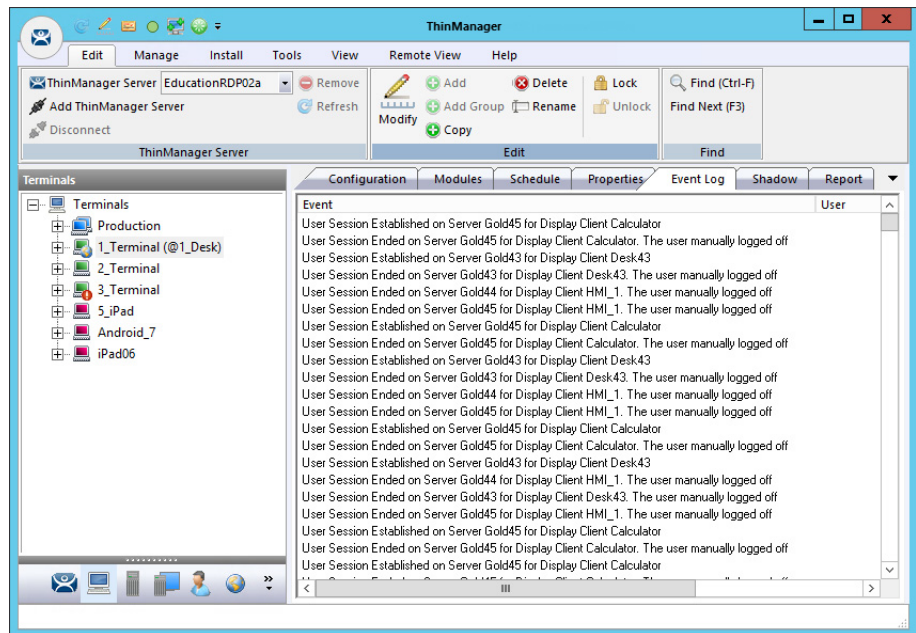 ThinManager
Edit Manage Install Tools View Remote View Help
ThinManager Server EducationRDP02a Remove
Add ThinManager Server Refresh
Disconnect
ThinManager Server
Modify
Add Delete Lock
Add Group Rename Unlock
Copy
Edit
Find (Ctrl-F)
Find Next (F3)
Find
Terminals
Terminals
Production
1_Terminal (@1_Desk)
2_Terminal
3_Terminal
5_iPad
Android_7
iPad06
Configuration Modules Schedule Properties Event Log Shadow Report
Event User
User Session Established on Server Gold45 for Display Client Calculator
User Session Ended on Server Gold45 for Display Client Calculator. The user manually logged off
User Session Established on Server Gold43 for Display Client Desk43
User Session Ended on Server Gold43 for Display Client Desk43. The user manually logged off
User Session Ended on Server Gold44 for Display Client HMI_1. The user manually logged off
User Session Ended on Server Gold45 for Display Client HMI_1. The user manually logged off
User Session Established on Server Gold45 for Display Client Calculator
User Session Ended on Server Gold45 for Display Client Calculator. The user manually logged off
User Session Established on Server Gold43 for Display Client Desk43
User Session Ended on Server Gold43 for Display Client Desk43. The user manually logged off
User Session Ended on Server Gold44 for Display Client HMI_1. The user manually logged off
User Session Ended on Server Gold45 for Display Client HMI_1. The user manually logged off
User Session Established on Server Gold45 for Display Client Calculator
User Session Ended on Server Gold45 for Display Client Calculator. The user manually logged off
User Session Established on Server Gold43 for Display Client Desk43
User Session Ended on Server Gold44 for Display Client HMI_1. The user manually logged off
User Session Ended on Server Gold43 for Display Client Desk43. The user manually logged off
User Session Ended on Server Gold45 for Display Client HMI_1. The user manually logged off
User Session Established on Server Gold45 for Display Client Calculator
User Session Ended on Server Gold45 for Display Client Calculator. The user manually logged off
User Session Established on Server Gold45 for Display Client Calculator